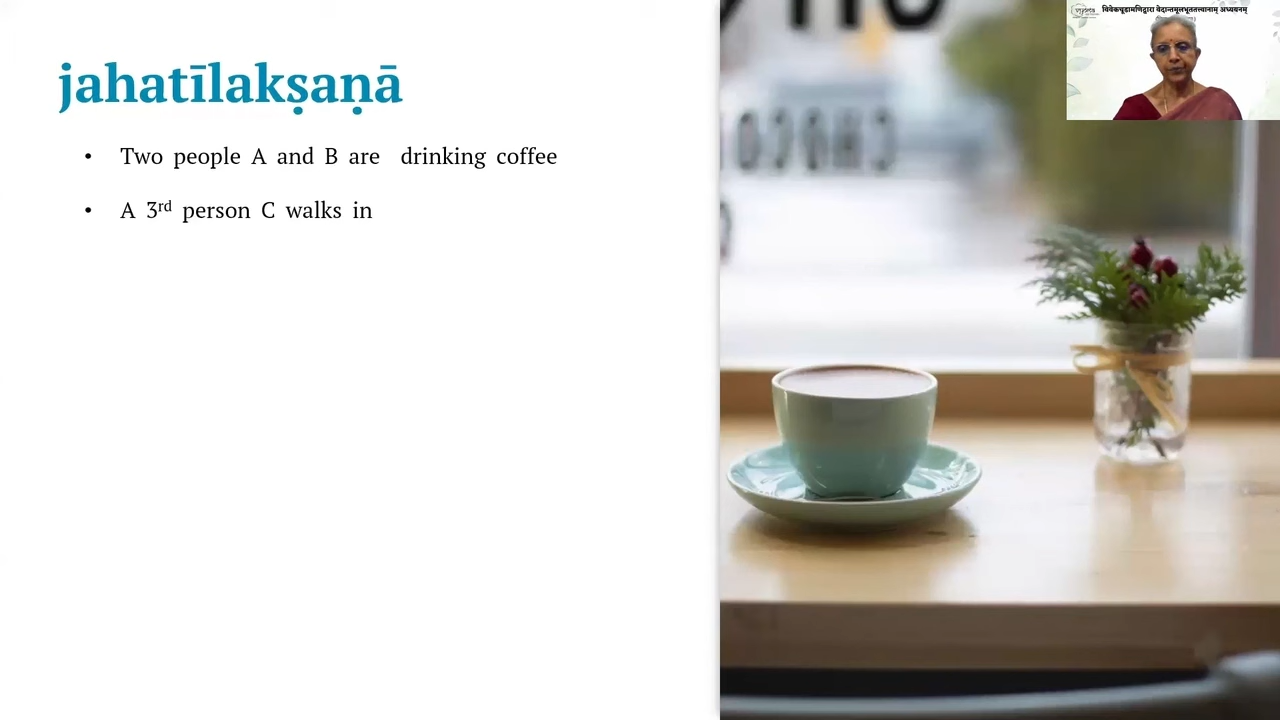 jahatīlakṣaṇā
• Two people A and B are drinking coffee
• A 3rd person C walks in
विवेकचूडामणिद्वारा वेदान्तमूलभूततत्त्वानाम् अध्ययनम्